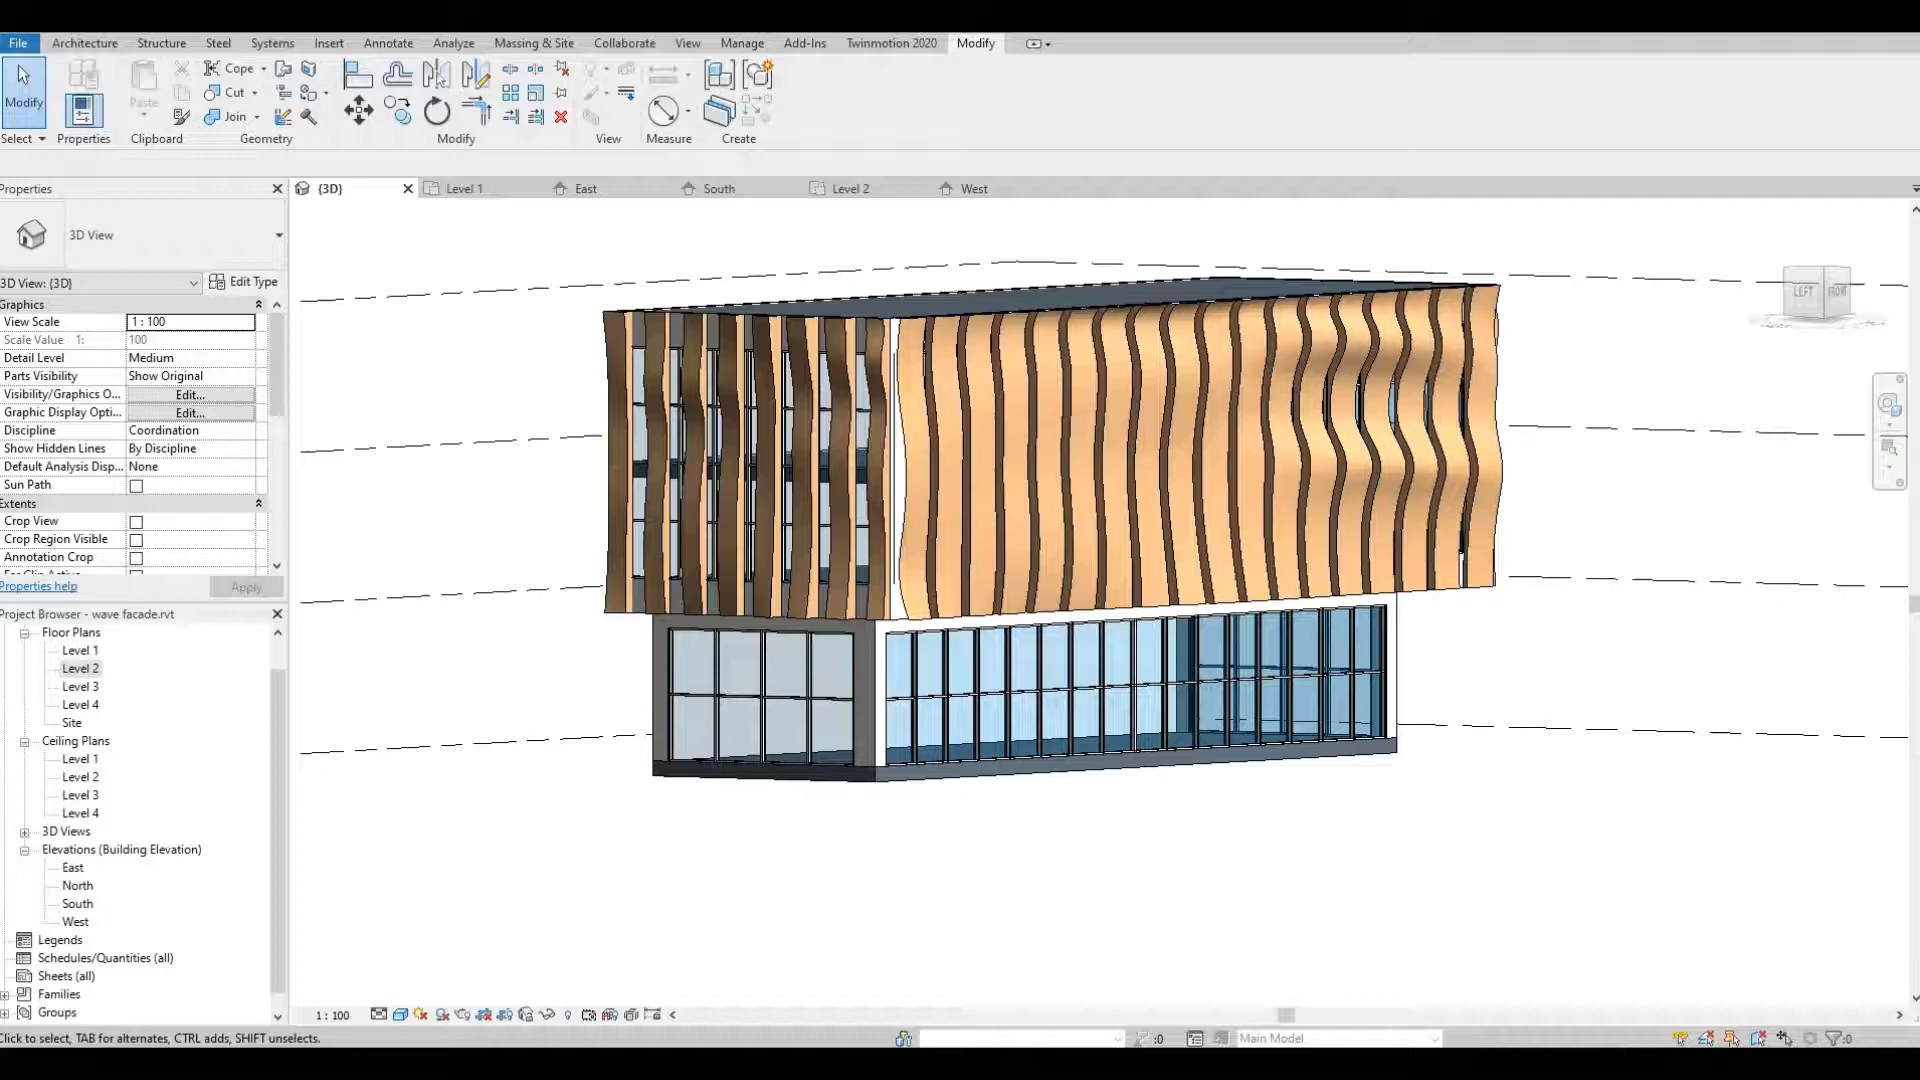 File Architecture Structure Steel Systems Insert Annotate Analyze Massing & Site Collaborate View Manage Add-Ins Twinmotion 2020 Modify
Cope
Modify Paste Cut
Join
Select Properties Clipboard Geometry Modify View Measure Create
Properties {3D} Level 1 East South Level 2 West
3D View
3D View: {3D} Edit Type
Graphics
View Scale 1 : 100
Scale Value 1: 100
Detail Level Medium
Parts Visibility Show Original
Visibility/Graphics O... Edit...
Graphic Display Opti... Edit...
Discipline Coordination
Show Hidden Lines By Discipline
Default Analysis Disp... None
Sun Path
Extents
Crop View
Crop Region Visible
Annotation Crop
Properties help Apply
Project Browser - wave facade.rvt
Floor Plans
Level 1
Level 2
Level 3
Level 4
Site
Ceiling Plans
Level 1
Level 2
Level 3
Level 4
3D Views
Elevations (Building Elevation)
East
North
South
West
Legends
Schedules/Quantities (all)
Sheets (all)
Families
Groups
LEFT FRONT
1 : 100
Click to select, TAB for alternates, CTRL adds, SHIFT unselects. :0 Main Model :0